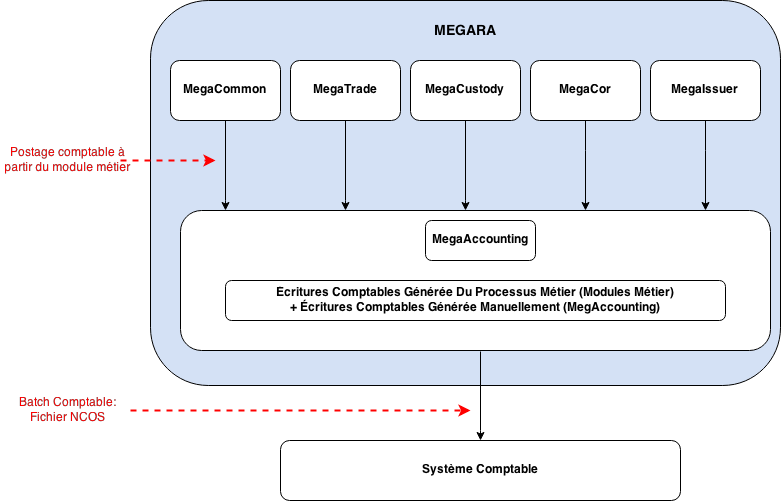 MEGARA
MegaCommon
MegaTrade
MegaCustody
MegaCor
MegaIssuer
Postage comptable à
partir du module métier
MegaAccounting
Écritures Comptables Générée Du Processus Métier (Modules Métier)
+ Écritures Comptables Générée Manuellement (MegAccounting)
Batch Comptable:
Fichier NCOS
Système Comptable